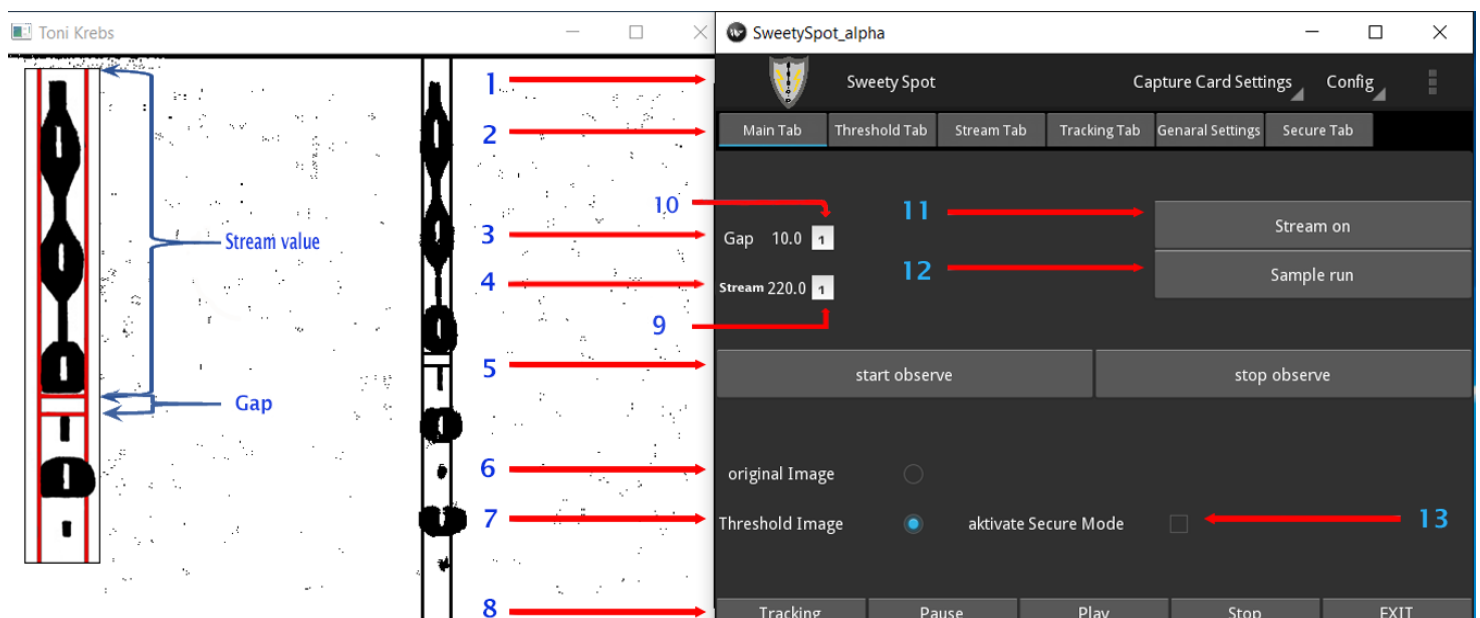 Toni Krebs
SweetySpot_alpha
1
Sweety Spot
Capture Card Settings
Config
2
Main Tab
Threshold Tab
Stream Tab
Tracking Tab
Genaral Settings
Secure Tab
10
11
Stream on
3
Gap 10.0 1
Stream value
4
12
Sample run
Stream 220.0 1
9
5
start observe
stop observe
Gap
6
original Image
7
Threshold Image
aktivate Secure Mode
13
8
Tracking
Pause
Play
Stop
EXIT